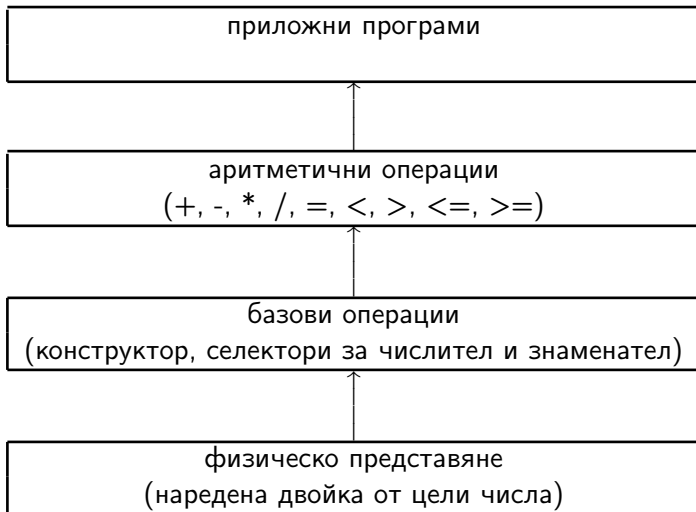 приложни програми
аритметични операции
(+, -, *, /, =, <, >, <=, >=)
базови операции
(конструктор, селектори за числител и знаменател)
физическо представяне
(наредена двойка от цели числа)